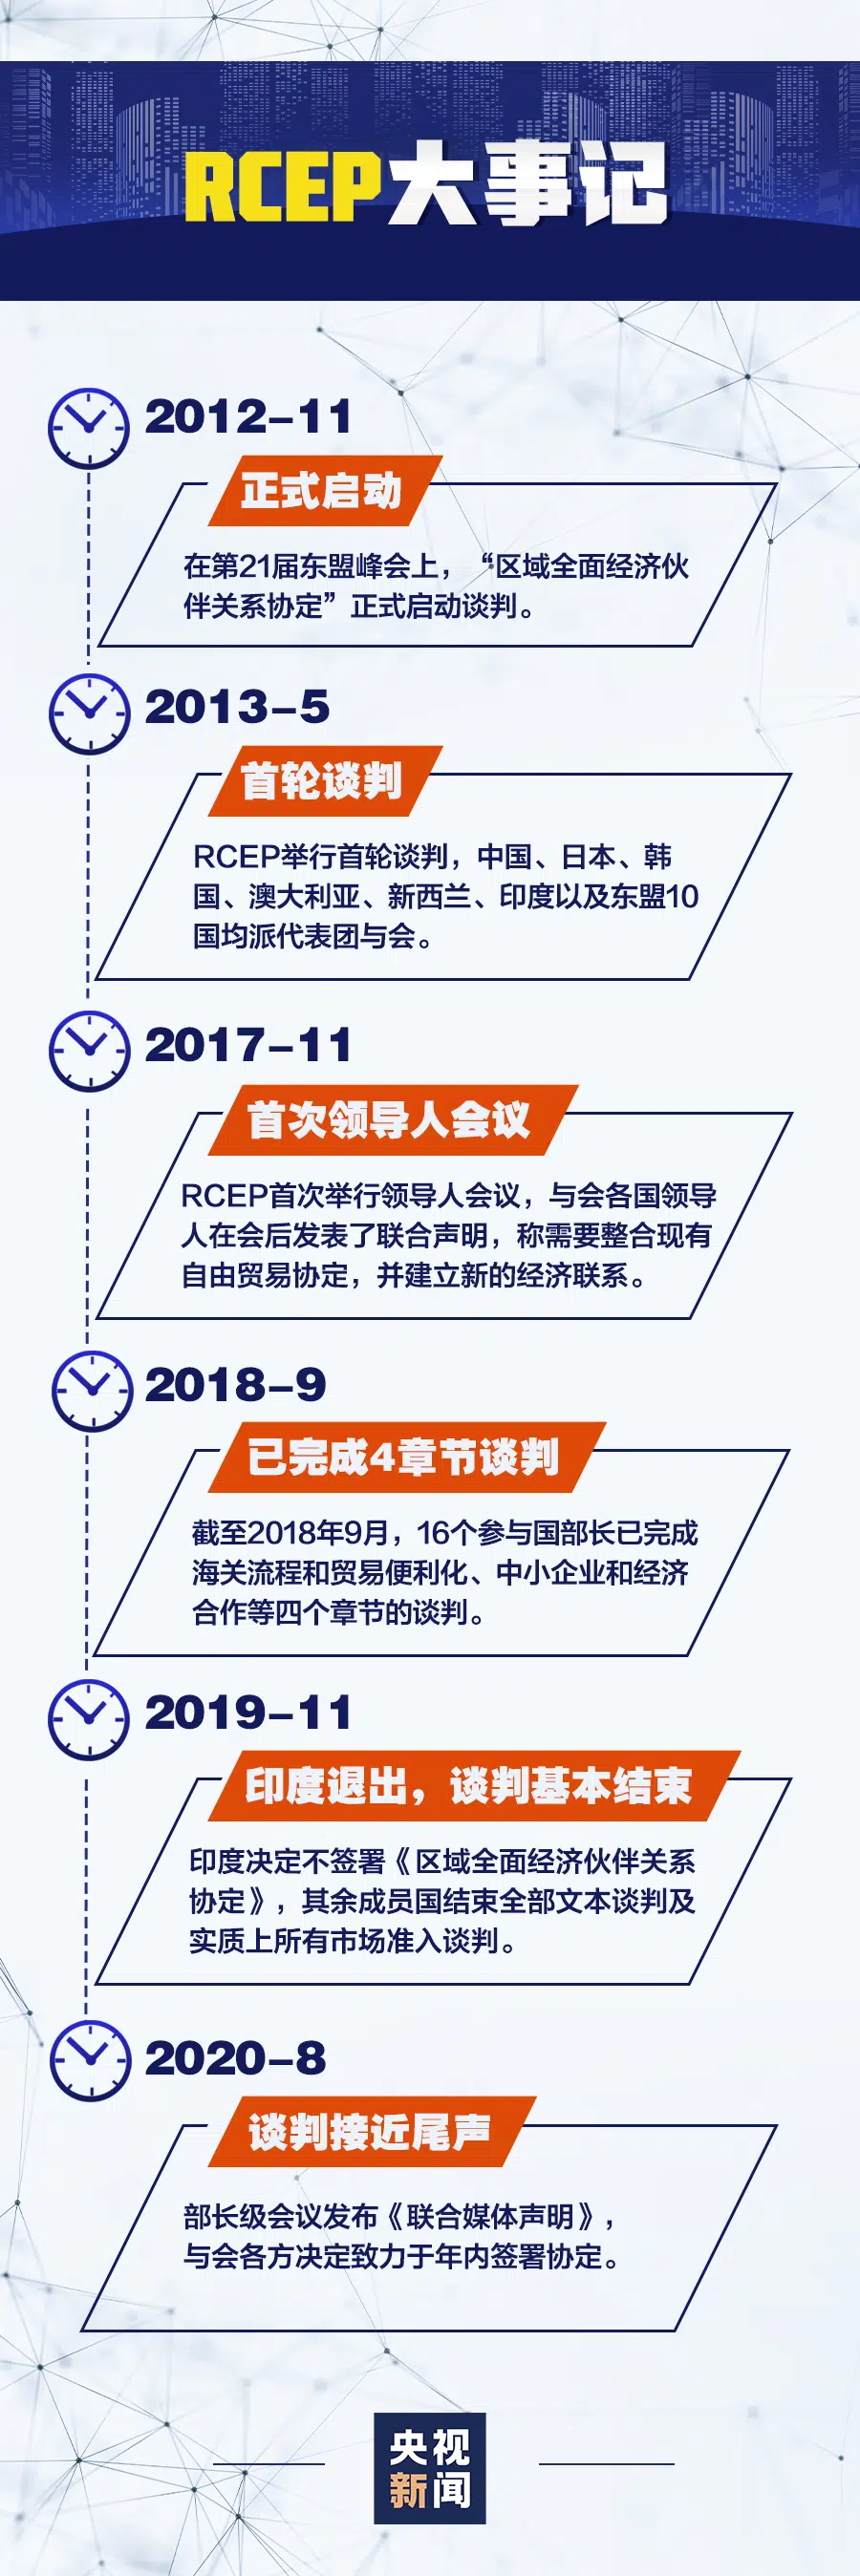 RCEP大事记
2012-11
正式启动
在第21届东盟峰会上，“区域全面经济伙
伴关系协定”正式启动谈判。
2013-5
首轮谈判
RCEP举行首轮谈判，中国、日本、韩
国、澳大利亚、新西兰、印度以及东盟10
国均派代表团与会。
2017-11
首次领导人会议
RCEP首次举行领导人会议，与会各国领导
人在会后发表了联合声明，称需要整合现有
自由贸易协定，并建立新的经济联系。
2018-9
已完成4章节谈判
截至2018年9月，16个参与国部长已完成
海关流程和贸易便利化、中小企业和经济
合作等四个章节的谈判。
2019-11
印度退出，谈判基本结束
印度决定不签署《区域全面经济伙伴关系
协定》，其余成员国结束全部文本谈判及
实质上所有市场准入谈判。
2020-8
谈判接近尾声
部长级会议发布《联合媒体声明》，
与会各方决定致力于年内签署协定。
央视
新闻